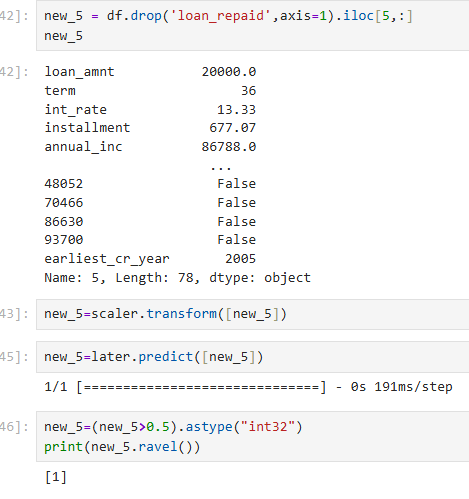 42]: new_5 = df.drop('loan_repaid',axis=1).iloc[5,:]
new_5
42]: loan_amnt 20000.0
term 36
int_rate 13.33
installment 677.07
annual_inc 86788.0
...
48052 False
70466 False
86630 False
93700 False
earliest_cr_year 2005
Name: 5, Length: 78, dtype: object
43]: new_5=scaler.transform([new_5])
45]: new_5=later.predict([new_5])
1/1 [==============================] - 0s 191ms/step
46]: new_5=(new_5>0.5).astype("int32")
print(new_5.ravel())
[1]